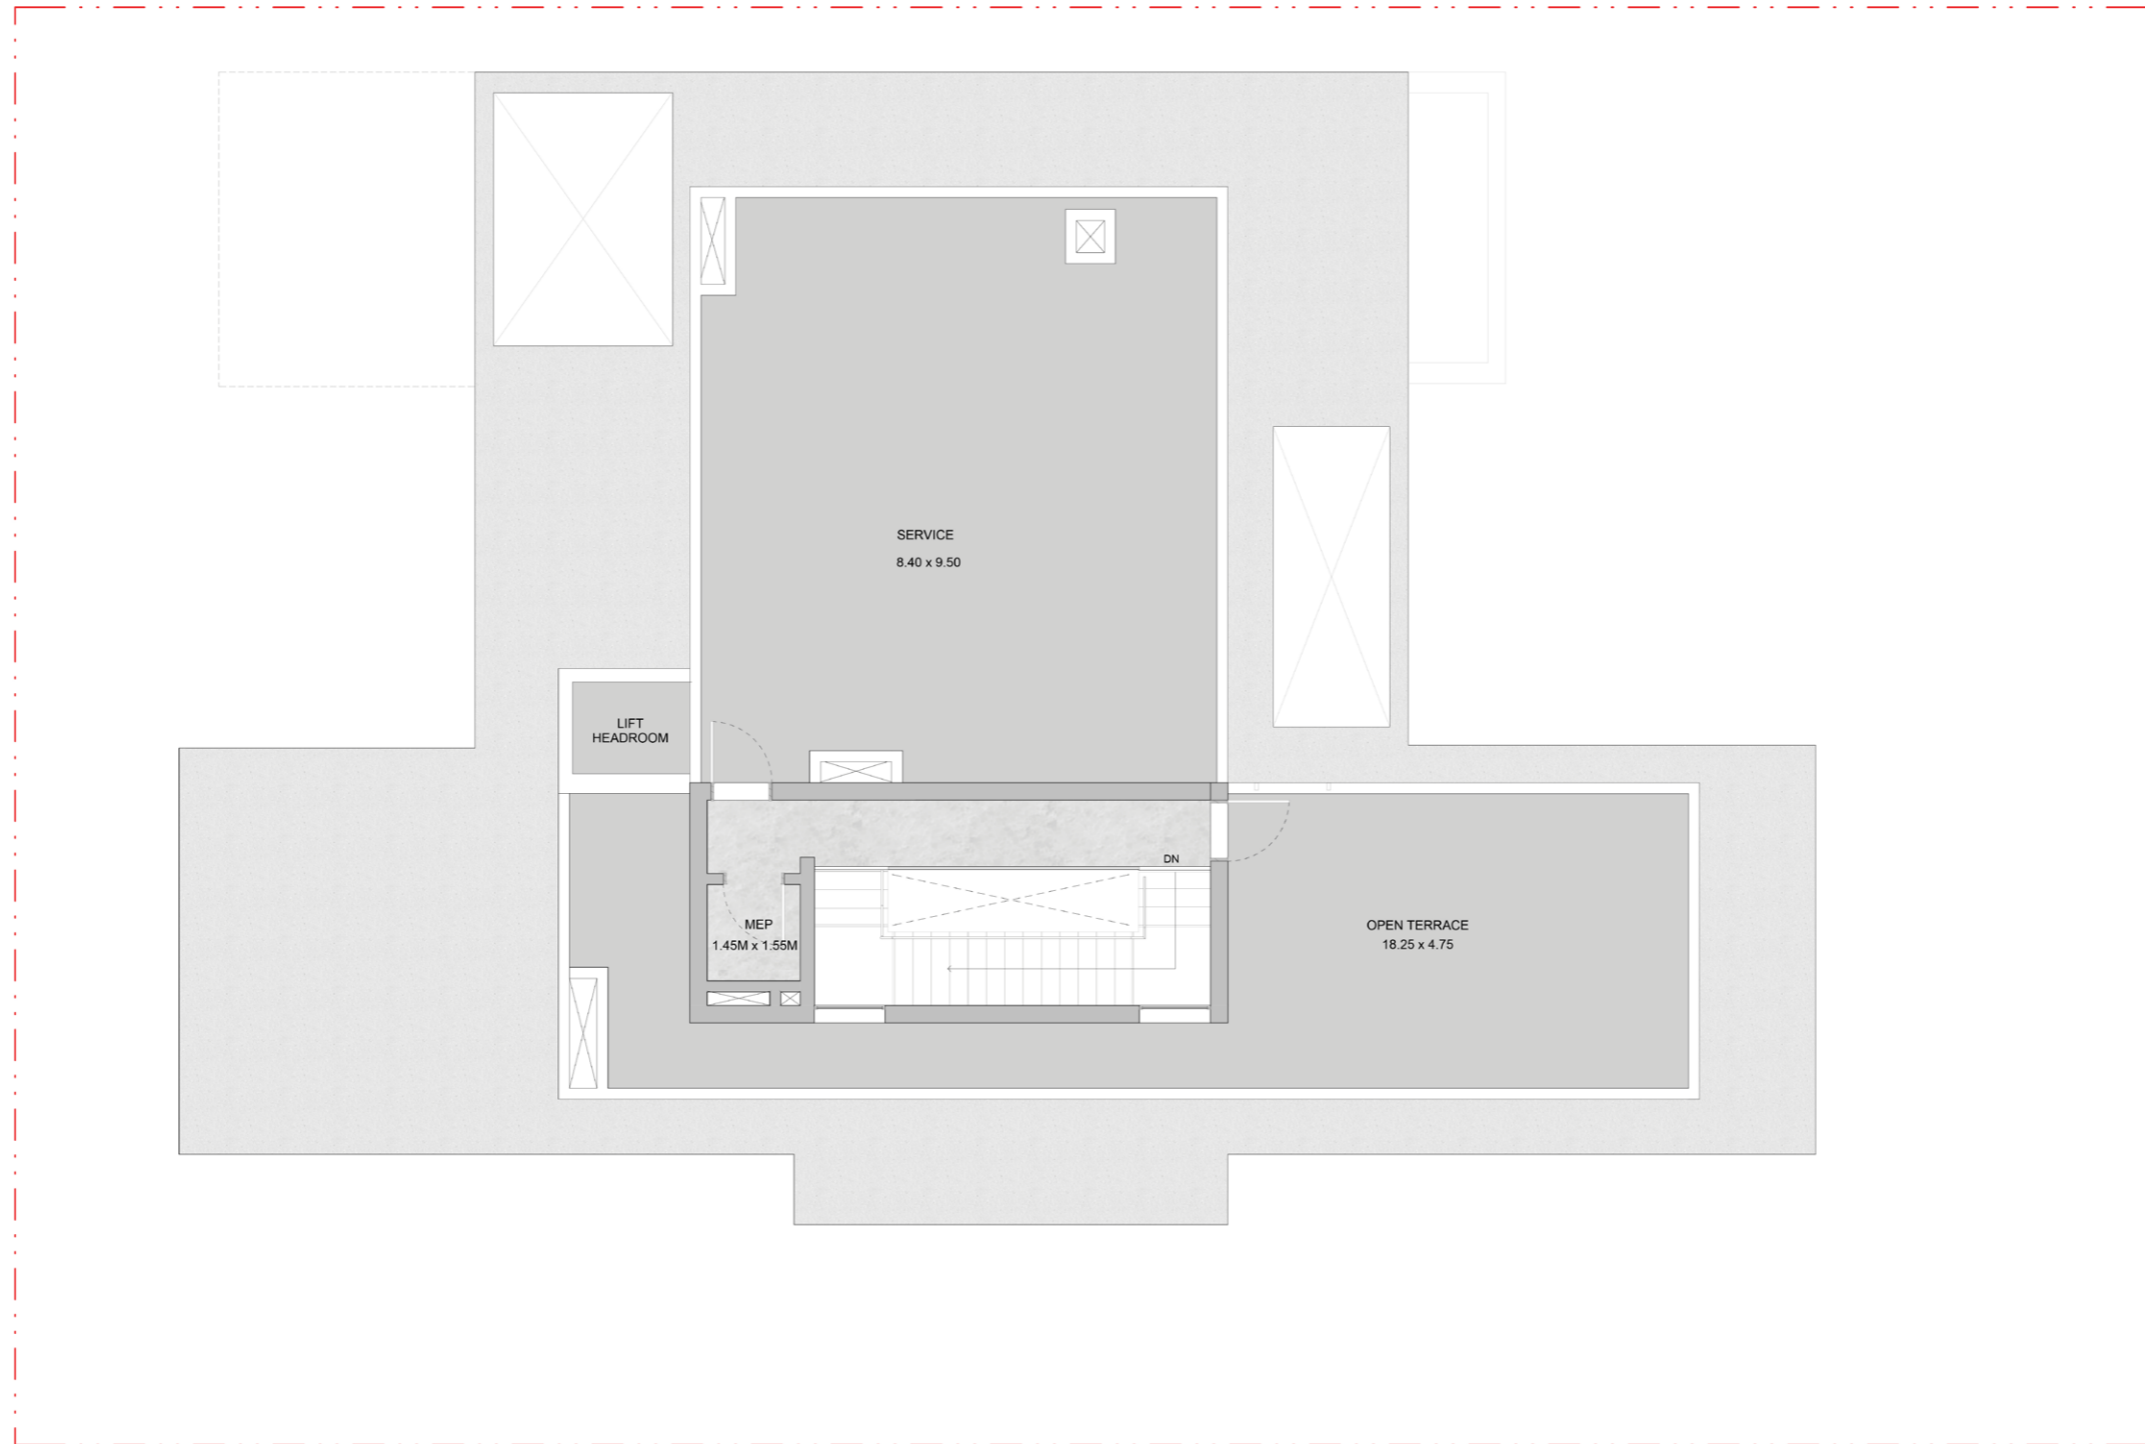 SERVICE
8.40 x 9.50
LIFT
HEADROOM
DN
MEP
1.45M x 1.55M
OPEN TERRACE
18.25 x 4.75